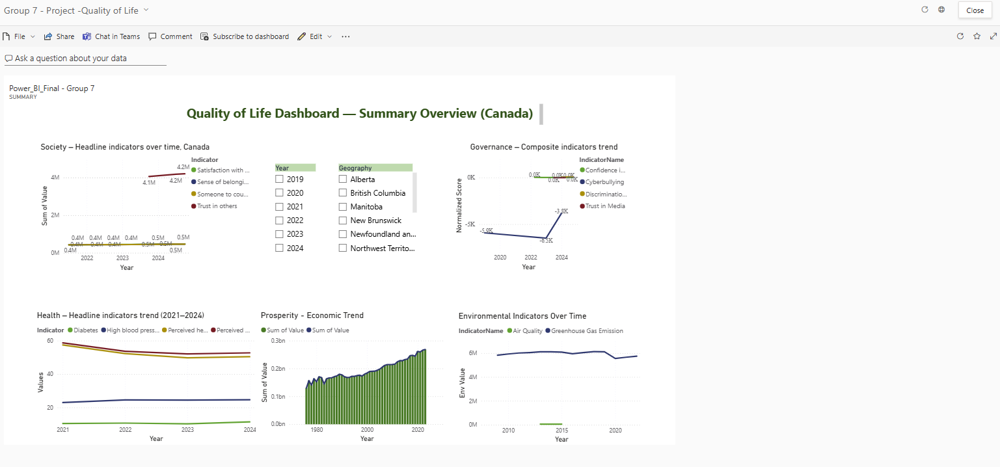 Group 7 - Project -Quality of Life
Close
File
Share
Chat in Teams
Comment
Subscribe to dashboard
Edit
Ask a question about your data
Power_BI_Final - Group 7
SUMMARY
Quality of Life Dashboard — Summary Overview (Canada)
Society – Headline indicators over time, Canada
Indicator
Satisfaction with ...
Sense of belongi...
Someone to cou...
Trust in others
4M
2M
0M
Sum of Value
4.1M
4.2M
4.2M
0.4M 0.4M 0.4M 0.4M 0.5M 0.5M
0.4M 0.4M 0.4M 0.5M 0.5M
0.4M 0.5M
2022 2023 2024
Year
Year
2019
2020
2021
2022
2023
2024
Geography
Alberta
British Columbia
Manitoba
New Brunswick
Newfoundland an...
Northwest Territo...
Governance – Composite indicators trend
IndicatorName
Confidence i...
Cyberbullying
Discriminatio...
Trust in Media
0K
-5K
Normalized Score
0.0K 0.0K 0.0K
0.0K 0.0K
-3.8K
-5.9K
-6.5K
2020 2022 2024
Year
Health – Headline indicators trend (2021–2024)
Indicator Diabetes High blood press... Perceived he... Perceived ...
60
40
20
Values
2021 2022 2023 2024
Year
Prosperity - Economic Trend
Sum of Value Sum of Value
0.3bn
0.2bn
0.1bn
0.0bn
Sum of Value
1980 2000 2020
Year
Environmental Indicators Over Time
IndicatorName Air Quality Greenhouse Gas Emission
6M
4M
2M
0M
Env Value
2010 2015 2020
Year